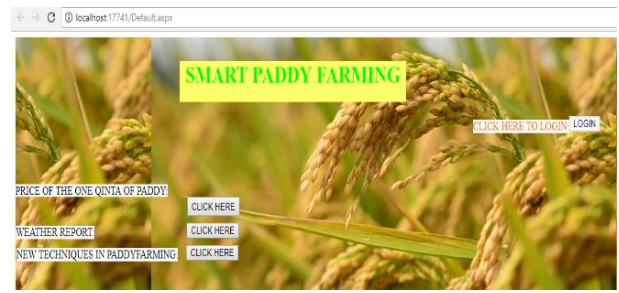 localhost:17741/Default.aspx
SMART PADDY FARMING
CLICK HERE TO LOGIN: LOGIN
PRICE OF THE ONE QINTA OF PADDY:
CLICK HERE
WEATHER REPORT: CLICK HERE
NEW TECHNIQUES IN PADDYFARMING: CLICK HERE